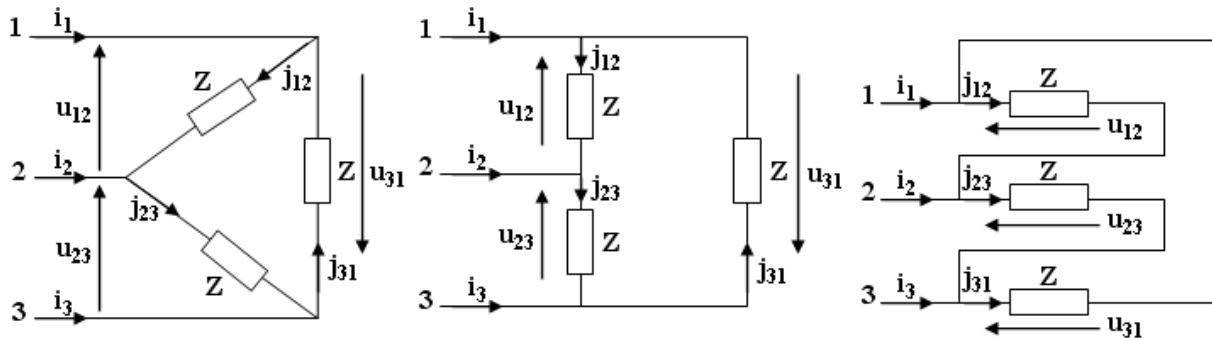 1 i₁
j₁₂
Z
u₁₂
2 i₂
j₂₃
Z u₃₁
u₂₃
Z
j₃₁
3 i₃
1 i₁
j₁₂
u₁₂ Z
2 i₂
j₂₃
Z u₃₁
u₂₃ Z
j₃₁
3 i₃
1 i₁ j₁₂ Z
u₁₂
2 i₂ j₂₃ Z
u₂₃
3 i₃ j₃₁ Z
u₃₁